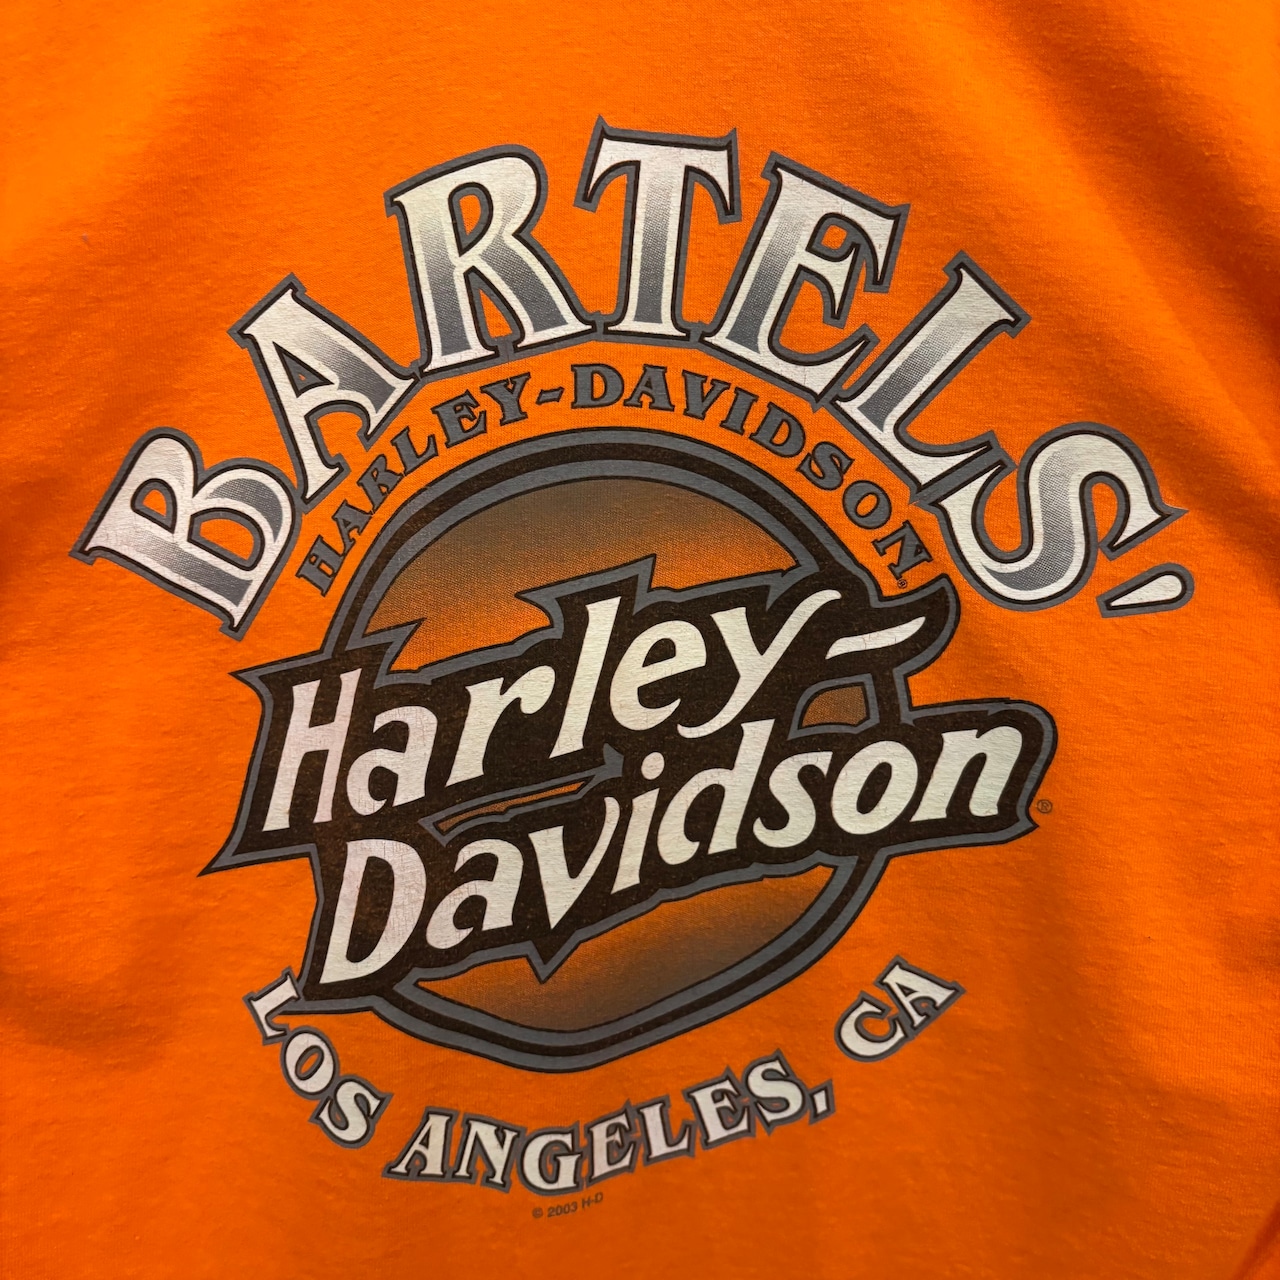 BARTELS'
HARLEY-DAVIDSON®
Harley-
Davidson®
LOS ANGELES, CA
© 2003 H-D